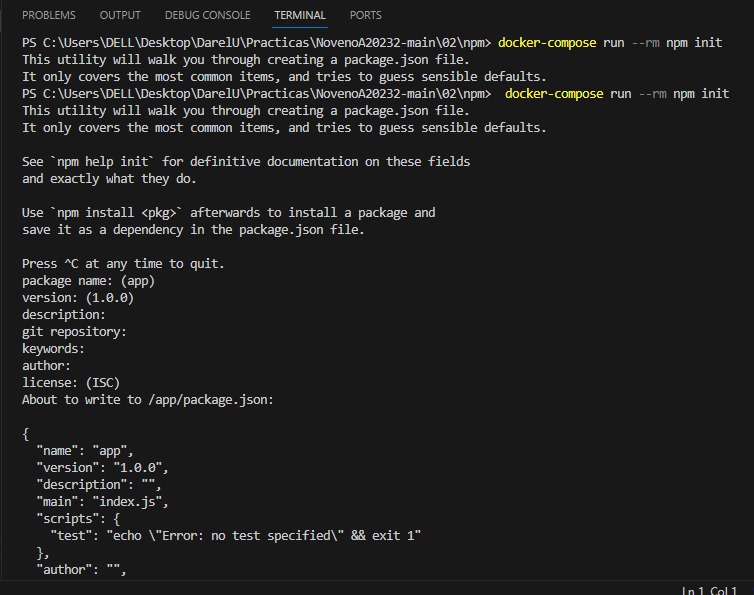 PROBLEMS OUTPUT DEBUG CONSOLE TERMINAL PORTS
PS C:\Users\DELL\Desktop\DarelU\Practicas\NovenoA20232-main\02\npm> docker-compose run --rm npm init
This utility will walk you through creating a package.json file.
It only covers the most common items, and tries to guess sensible defaults.
PS C:\Users\DELL\Desktop\DarelU\Practicas\NovenoA20232-main\02\npm>  docker-compose run --rm npm init
This utility will walk you through creating a package.json file.
It only covers the most common items, and tries to guess sensible defaults.

See `npm help init` for definitive documentation on these fields
and exactly what they do.

Use `npm install <pkg>` afterwards to install a package and
save it as a dependency in the package.json file.

Press ^C at any time to quit.
package name: (app)
version: (1.0.0)
description:
git repository:
keywords:
author:
license: (ISC)
About to write to /app/package.json:

{
  "name": "app",
  "version": "1.0.0",
  "description": "",
  "main": "index.js",
  "scripts": {
    "test": "echo \"Error: no test specified\" && exit 1"
  },
  "author": "",
Ln 1, Col 1